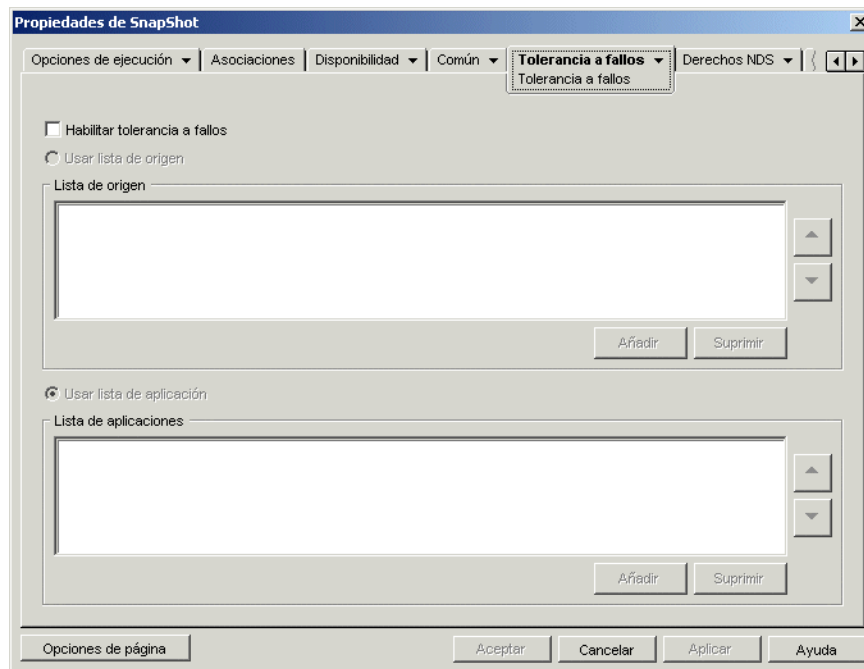 Propiedades de SnapShot
Opciones de ejecución Asociaciones Disponibilidad Común Tolerancia a fallos Derechos NDS
Tolerancia a fallos
Habilitar tolerancia a fallos
Usar lista de origen
Lista de origen
Añadir Suprimir
Usar lista de aplicación
Lista de aplicaciones
Añadir Suprimir
Opciones de página Aceptar Cancelar Aplicar Ayuda